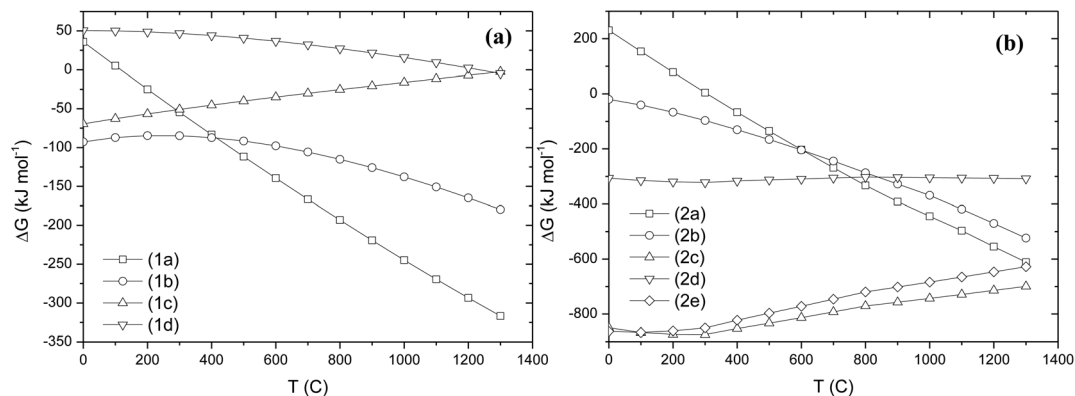 50
0
-50
-100
-150
-200
-250
-300
-350
ΔG (kJ mol⁻¹)
(a)
(1a)
(1b)
(1c)
(1d)
0 200 400 600 800 1000 1200 1400
T (C)
200
0
-200
-400
-600
-800
ΔG (kJ mol⁻¹)
(b)
(2a)
(2b)
(2c)
(2d)
(2e)
0 200 400 600 800 1000 1200 1400
T (C)